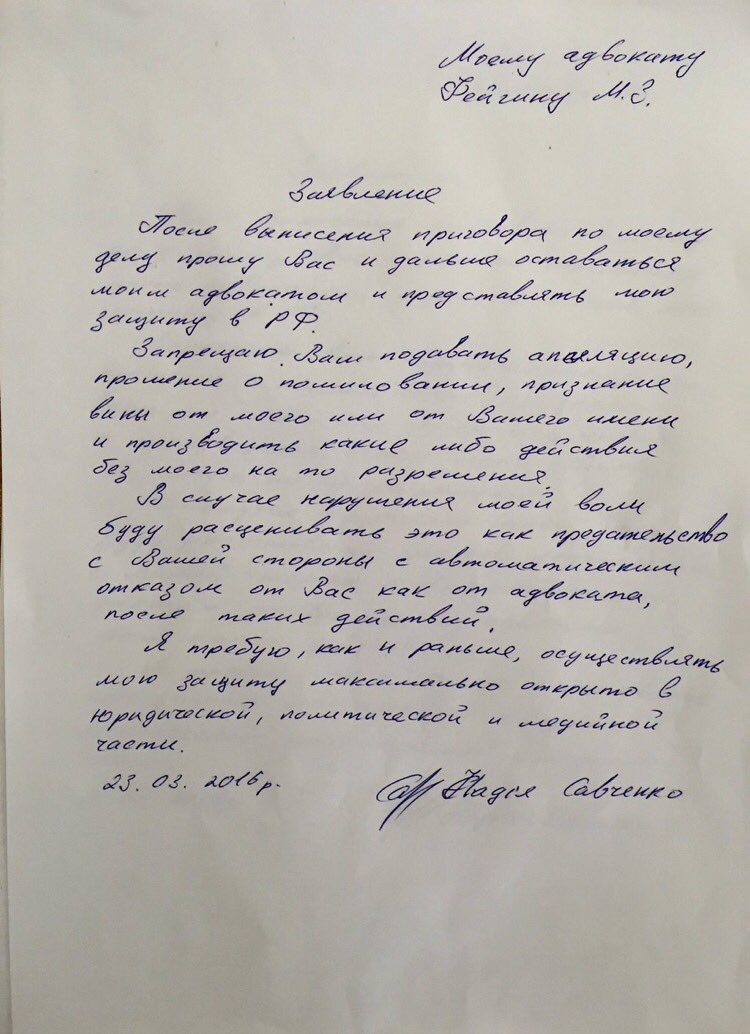 Моему адвокату
Фейгину М.З.
Заявление
После вынисения приговора по моему
делу прошу Вас и дальше оставаться
моим адвокатом и представлять мою
защиту в РФ.
Запрещаю Вам подавать апеляцию,
прошение о помиловании, признание
вины от моего или от Вашего имени
и производить какие либо действия
без моего на то разрешения.
В случае нарушения моей воли
буду расценивать это как предательство
с Вашей стороны с автоматическим
отказом от Вас как от адвоката,
после таких действий.
Я требую, как и раньше, осуществлять
мою защиту максимально открыто в
юридической, политической и медийной
части.
23.03.2016р. Надія Савченко